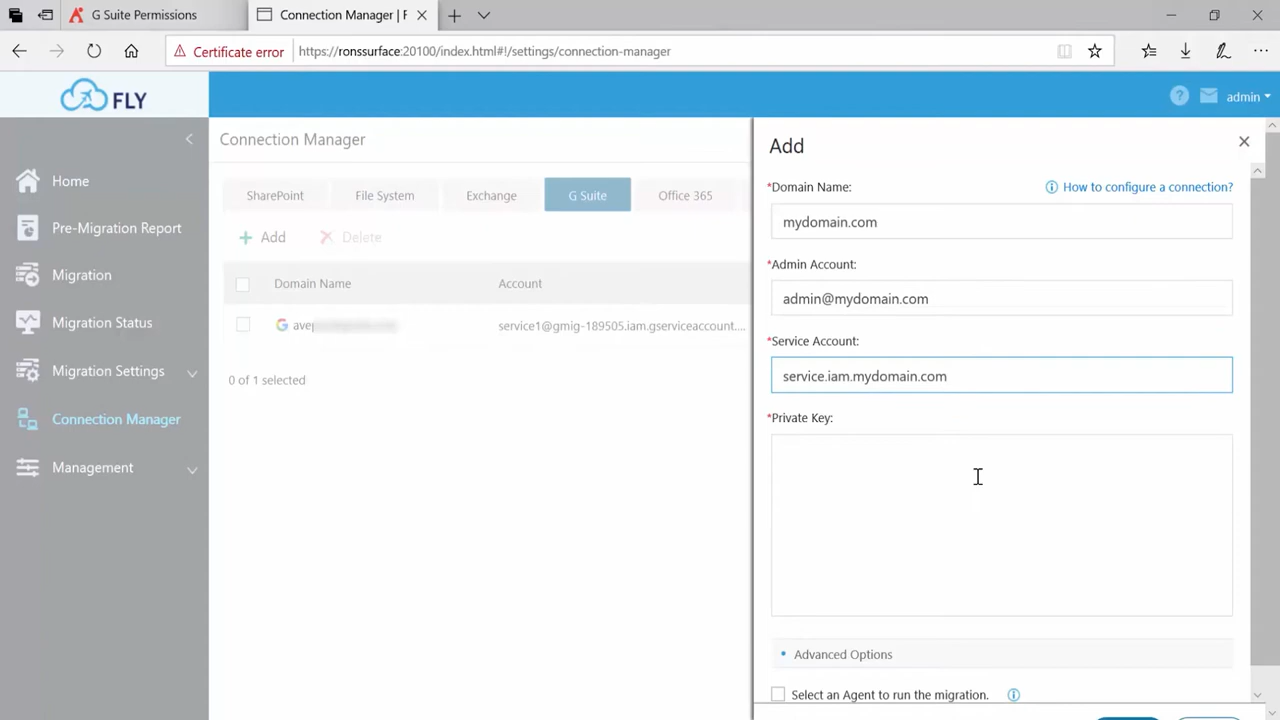 G Suite Permissions
Connection Manager | F
Certificate error
https://ronssurface:20100/index.html#!/settings/connection-manager
FLY
admin
Home
Pre-Migration Report
Migration
Migration Status
Migration Settings
Connection Manager
Management
Connection Manager
SharePoint
File System
Exchange
G Suite
Office 365
+ Add
Delete
Domain Name
Account
service1@gmig-189505.iam.gserviceaccount....
0 of 1 selected
Add
*Domain Name:
How to configure a connection?
mydomain.com
*Admin Account:
admin@mydomain.com
*Service Account:
service.iam.mydomain.com
*Private Key:
Advanced Options
Select an Agent to run the migration.